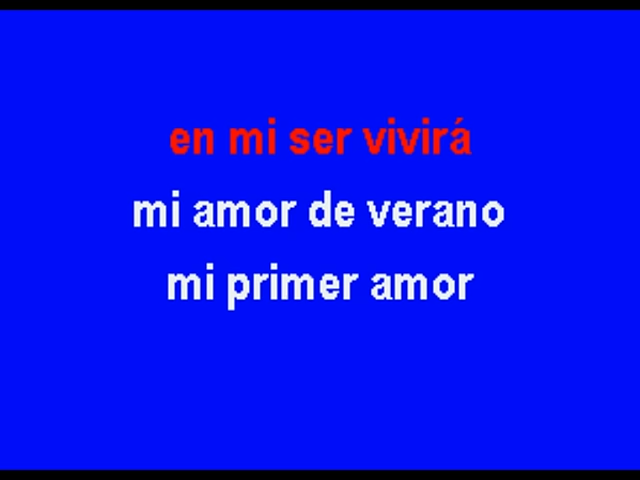 en mi ser vivirá
mi amor de verano
mi primer amor